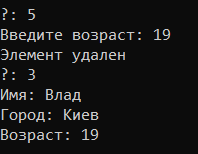 ?: 5
Введите возраст: 19
Элемент удален
?: 3
Имя: Влад
Город: Киев
Возраст: 19